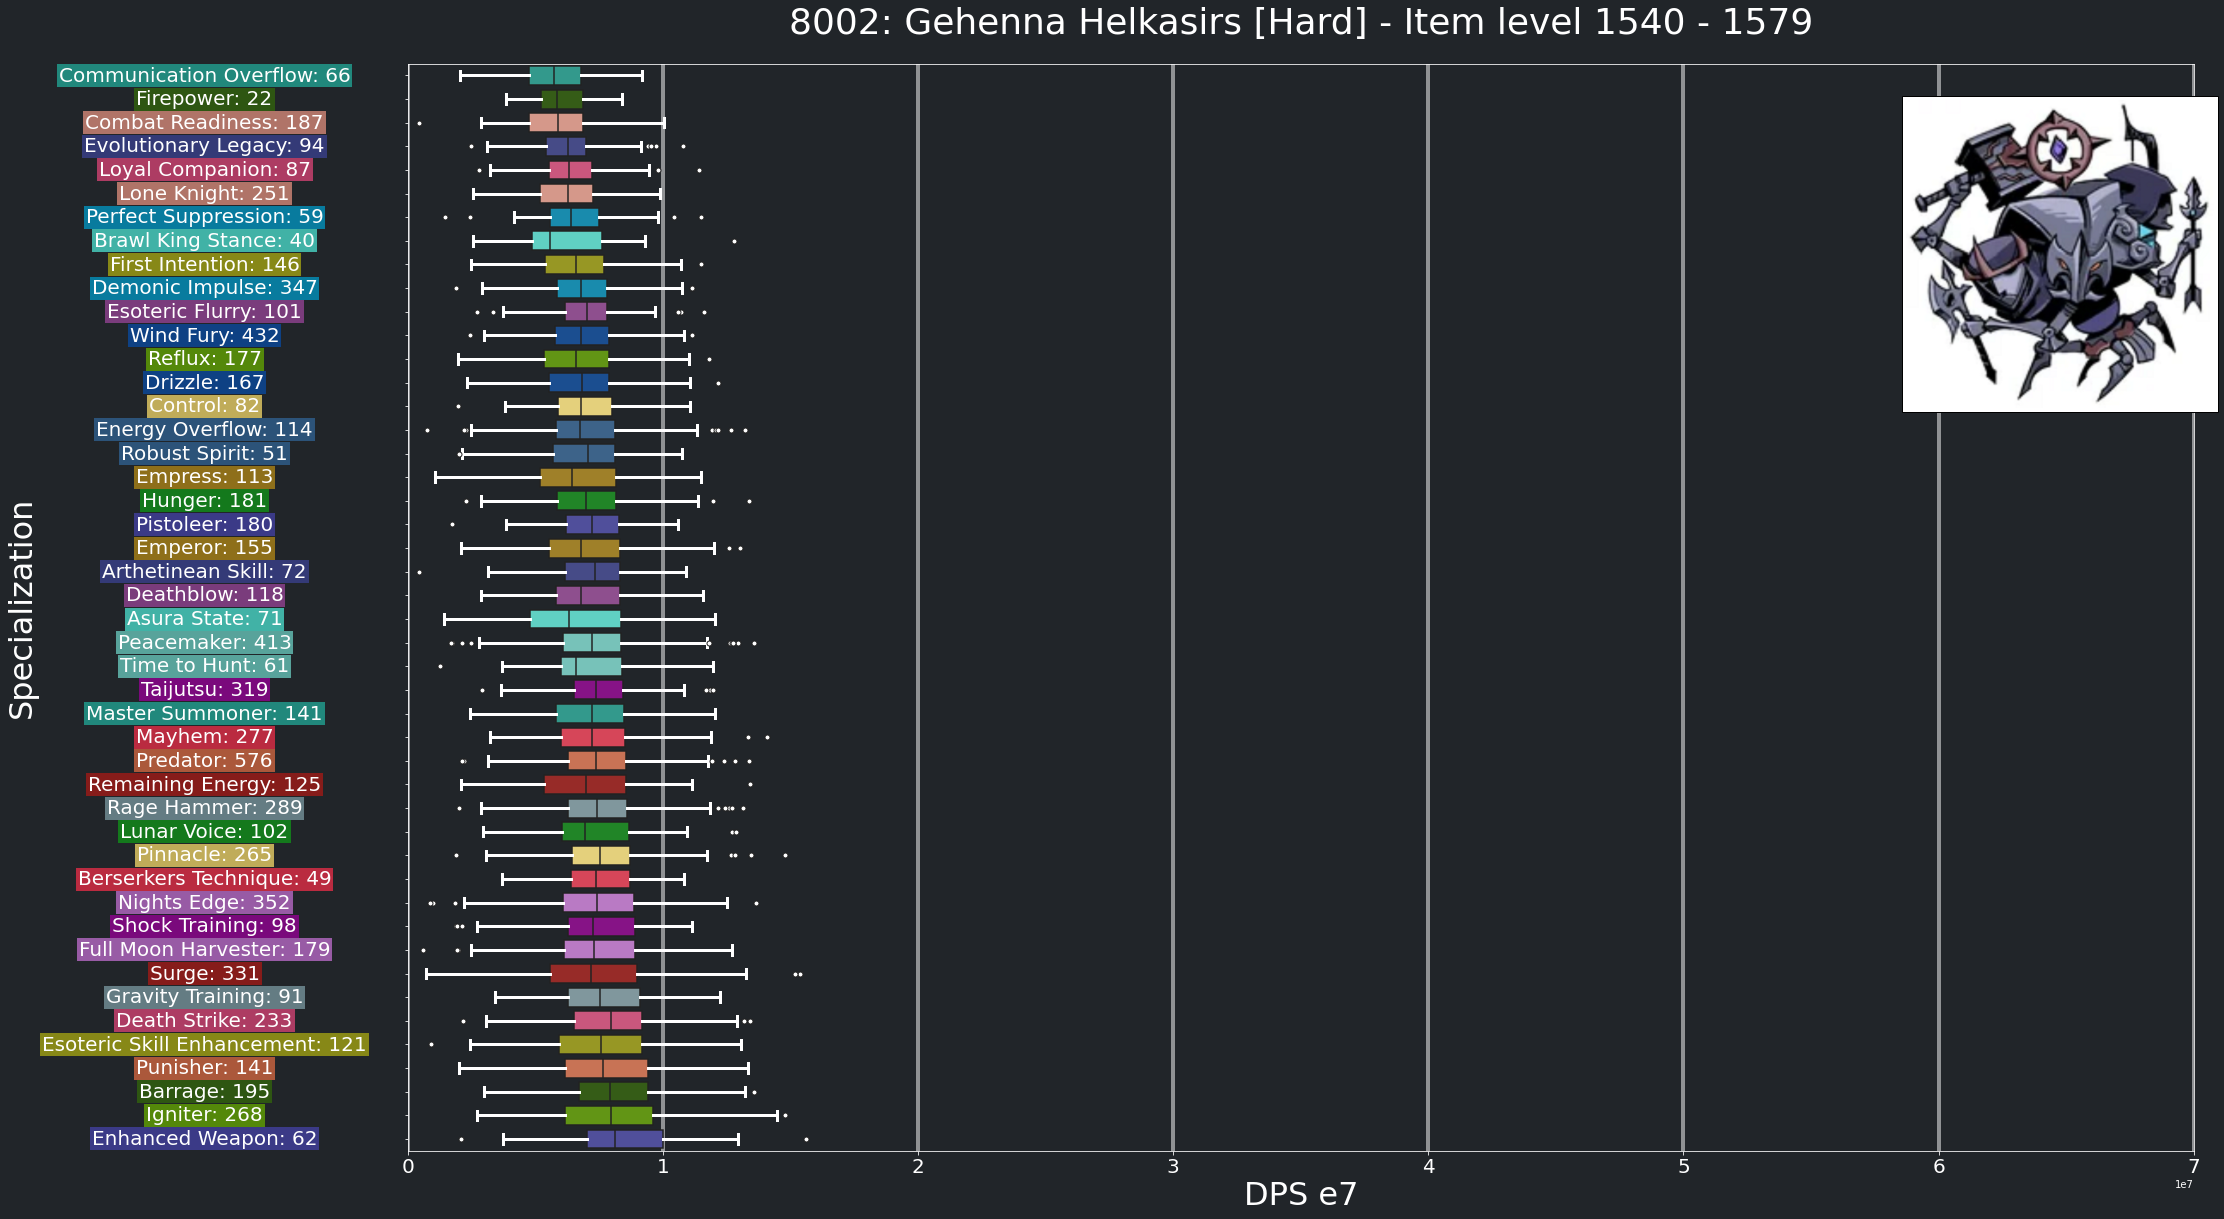 8002: Gehenna Helkasirs [Hard] - Item level 1540 - 1579
Communication Overflow: 66
Firepower: 22
Combat Readiness: 187
Evolutionary Legacy: 94
Loyal Companion: 87
Lone Knight: 251
Perfect Suppression: 59
Brawl King Stance: 40
First Intention: 146
Demonic Impulse: 347
Esoteric Flurry: 101
Wind Fury: 432
Reflux: 177
Drizzle: 167
Control: 82
Energy Overflow: 114
Robust Spirit: 51
Empress: 113
Hunger: 181
Pistoleer: 180
Emperor: 155
Arthetinean Skill: 72
Deathblow: 118
Asura State: 71
Peacemaker: 413
Time to Hunt: 61
Taijutsu: 319
Master Summoner: 141
Mayhem: 277
Predator: 576
Remaining Energy: 125
Rage Hammer: 289
Lunar Voice: 102
Pinnacle: 265
Berserkers Technique: 49
Nights Edge: 352
Shock Training: 98
Full Moon Harvester: 179
Surge: 331
Gravity Training: 91
Death Strike: 233
Esoteric Skill Enhancement: 121
Punisher: 141
Barrage: 195
Igniter: 268
Enhanced Weapon: 62
Specialization
0 1 2 3 4 5 6 7
1e7
DPS e7